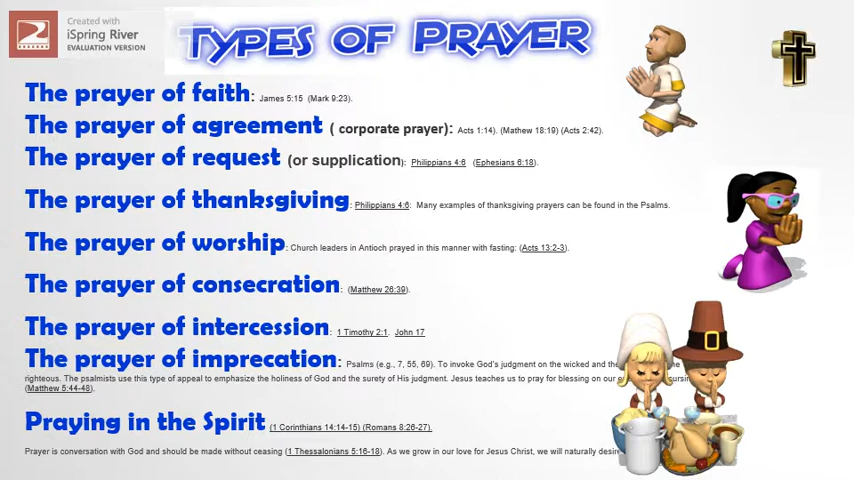 Created with
iSpring River
EVALUATION VERSION
TYPES OF PRAYER
The prayer of faith: James 5:15 (Mark 9:23).
The prayer of agreement ( corporate prayer): Acts 1:14). (Mathew 18:19) (Acts 2:42).
The prayer of request (or supplication): Philippians 4:6 (Ephesians 6:18).
The prayer of thanksgiving: Philippians 4:6: Many examples of thanksgiving prayers can be found in the Psalms.
The prayer of worship: Church leaders in Antioch prayed in this manner with fasting: (Acts 13:2-3).
The prayer of consecration: (Matthew 26:39).
The prayer of intercession: 1 Timothy 2:1. John 17
The prayer of imprecation: Psalms (e.g., 7, 55, 69). To invoke God's judgment on the wicked and the
righteous. The psalmists use this type of appeal to emphasize the holiness of God and the surety of His judgment. Jesus teaches us to pray for blessing on our
(Matthew 5:44-48).
Praying in the Spirit (1 Corinthians 14:14-15) (Romans 8:26-27).
Prayer is conversation with God and should be made without ceasing (1 Thessalonians 5:16-18). As we grow in our love for Jesus Christ, we will naturally